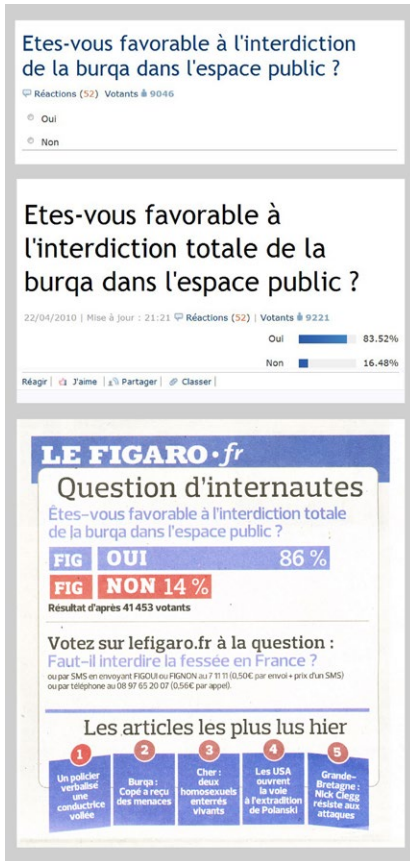 Etes-vous favorable à l'interdiction
de la burqa dans l'espace public ?
Réactions (52) Votants 9046
Oui
Non
Etes-vous favorable à
l'interdiction totale de la
burqa dans l'espace public ?
22/04/2010 | Mise à jour : 21:21 Réactions (52) | Votants 9221
Oui 83.52%
Non 16.48%
Réagir | J'aime | Partager | Classer |
LE FIGARO·fr
Question d'internautes
Êtes-vous favorable à l'interdiction totale
de la burqa dans l'espace public ?
FIG OUI 86 %
FIG NON 14 %
Résultat d'après 41 453 votants
Votez sur lefigaro.fr à la question :
Faut-il interdire la fessée en France ?
ou par SMS en envoyant FIGOUI ou FIGNON au 7 11 11 (0,50€ par envoi + prix d'un SMS)
ou par téléphone au 08 97 65 20 07 (0,56€ par appel).
Les articles les plus lus hier
1 2 3 4 5
Un policier
verbalisé
une
conductrice
voilée
Burqa :
Copé a reçu
des menaces
Cher :
deux
homosexuels
enterrés
vivants
Les USA
ouvrent
la voie
à l'extradition
de Polanski
Grande-
Bretagne :
Nick Clegg
résiste aux
attaques